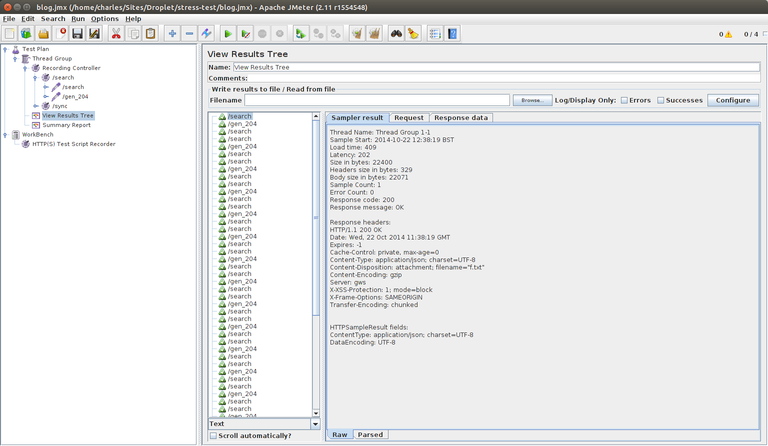 blog.jmx (/home/charles/Sites/Droplet/stress-test/blog.jmx) - Apache JMeter (2.11 r1554548)
File Edit Search Run Options Help
0 0 / 4
Test Plan
Thread Group
Recording Controller
/search
/search
/gen_204
/sync
View Results Tree
Summary Report
WorkBench
HTTP(S) Test Script Recorder
View Results Tree
Name: View Results Tree
Comments:
Write results to file / Read from file
Filename Browse... Log/Display Only: Errors Successes Configure
/search
/gen_204
/search
/search
/gen_204
/search
/search
/gen_204
/search
/search
/gen_204
/search
/search
/gen_204
/search
/search
/gen_204
/search
/search
/gen_204
/search
/search
/gen_204
/search
/search
/gen_204
/search
/search
/gen_204
/search
/search
/gen_204
/search
/search
/gen_204
/search
/search
/gen_204
/search
/search
/gen_204
Text
Scroll automatically?
Sampler result Request Response data
Thread Name: Thread Group 1-1
Sample Start: 2014-10-22 12:38:19 BST
Load time: 409
Latency: 202
Size in bytes: 22400
Headers size in bytes: 329
Body size in bytes: 22071
Sample Count: 1
Error Count: 0
Response code: 200
Response message: OK
Response headers:
HTTP/1.1 200 OK
Date: Wed, 22 Oct 2014 11:38:19 GMT
Expires: -1
Cache-Control: private, max-age=0
Content-Type: application/json; charset=UTF-8
Content-Disposition: attachment; filename="f.txt"
Content-Encoding: gzip
Server: gws
X-XSS-Protection: 1; mode=block
X-Frame-Options: SAMEORIGIN
Transfer-Encoding: chunked
HTTPSampleResult fields:
ContentType: application/json; charset=UTF-8
DataEncoding: UTF-8
Raw Parsed